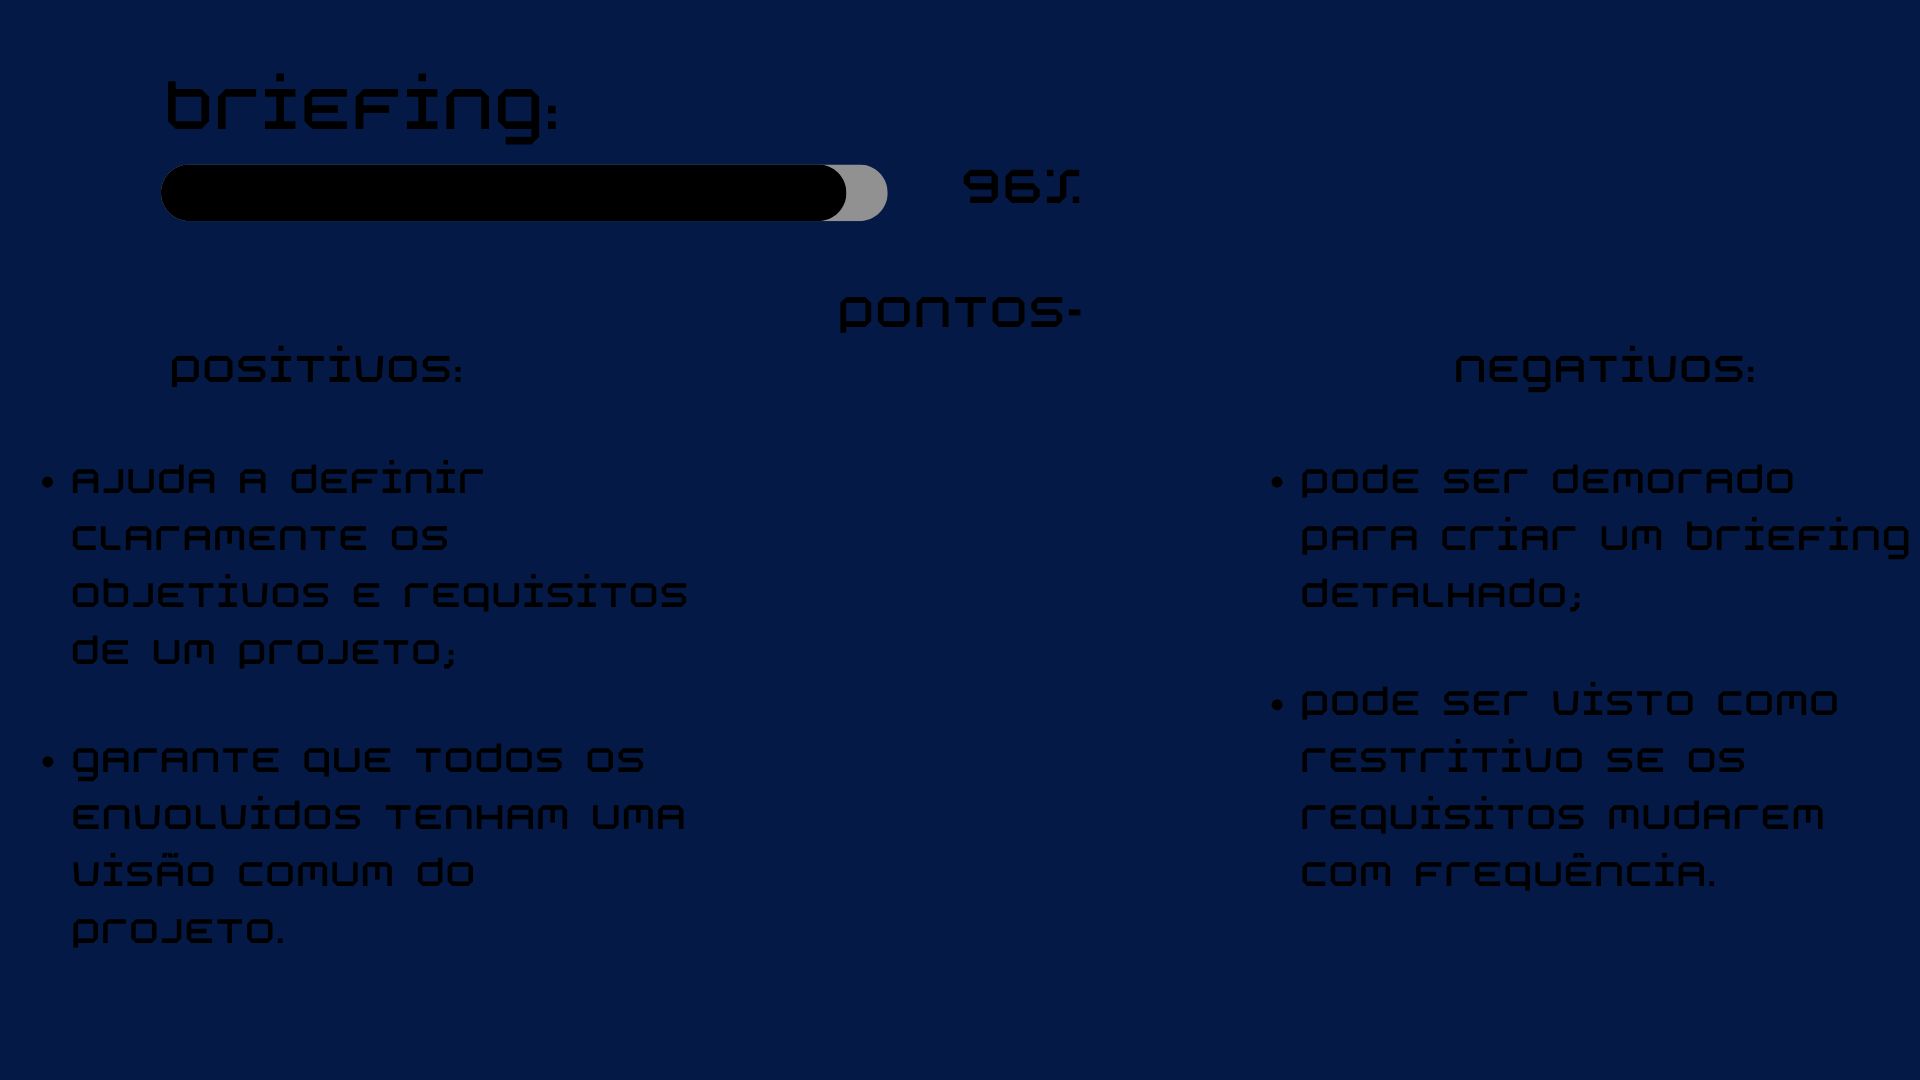 briefing:
96%
pontos-
positivos:
negativos:
• ajuda a definir
claramente os
objetivos e requisitos
de um projeto;
• garante que todos os
envolvidos tenham uma
visão comum do
projeto.
• pode ser demorado
para criar um briefing
detalhado;
• pode ser visto como
restritivo se os
requisitos mudarem
com frequência.